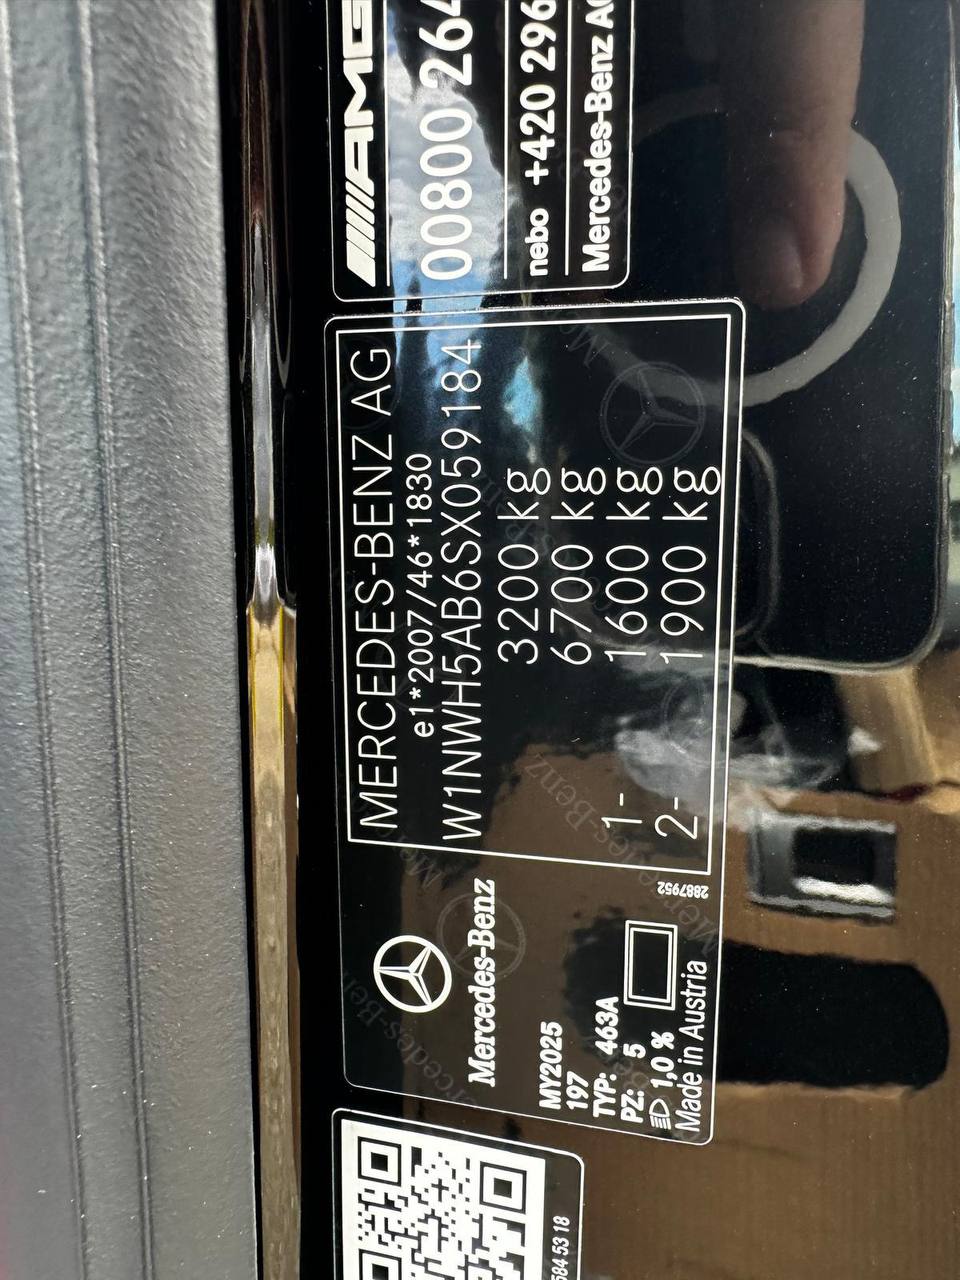 Mercedes-Benz
MY2025
197
TYP: 463A
PZ: 5
1,0 %
Made in Austria
MERCEDES-BENZ AG
e1*2007/46*1830
W1NWH5AB6SX059184
3200 kg
6700 kg
1- 1600 kg
2- 1900 kg
2887952
AMG
00800 264
nebo +420 296
Mercedes-Benz AG
584 53 18